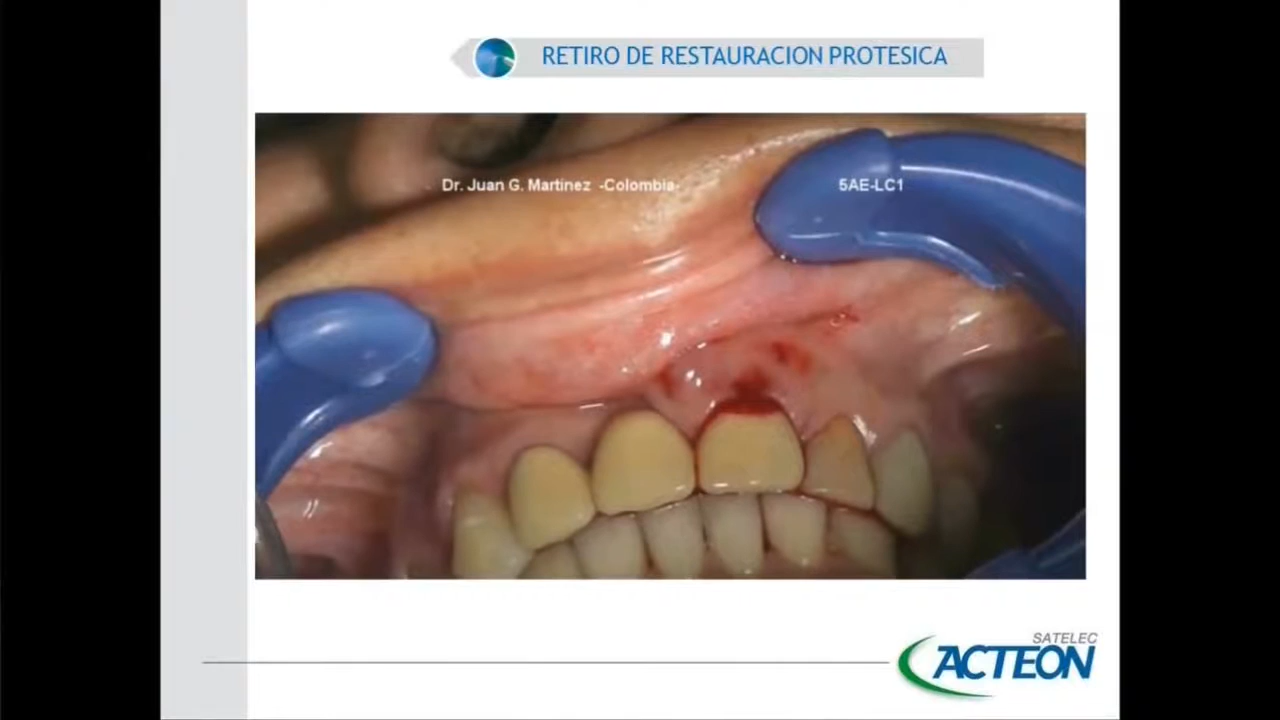 RETIRO DE RESTAURACION PROTESICA
Dr. Juan G. Martinez -Colombia-
5AE-LC1
SATELEC
ACTEON